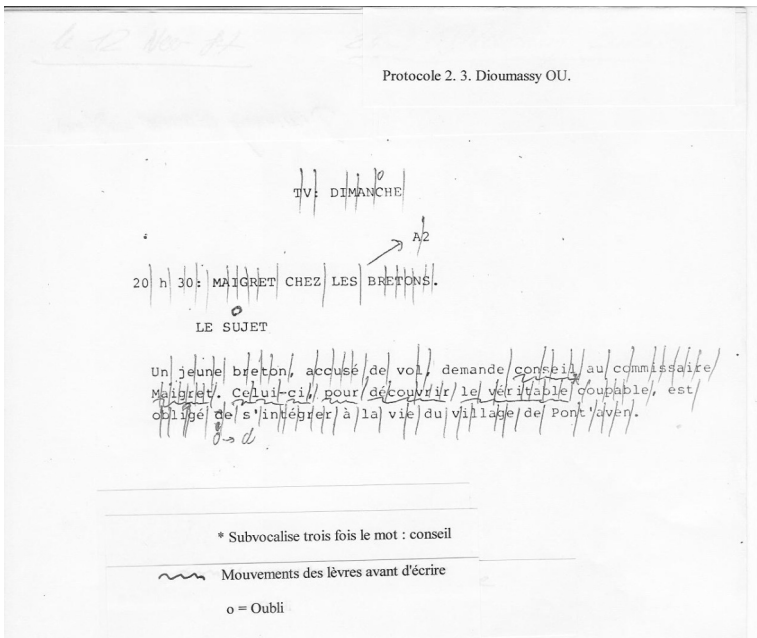 Protocole 2. 3. Dioumassy OU.
TV: DIMANCHE
A2
20 h 30: MAIGRET CHEZ LES BRETONS.
LE SUJET
Un jeune breton, accusé de vol, demande conseil au commissaire
Maigret. Celui-ci, pour découvrir le véritable coupable, est
obligé de s'intégrer à la vie du village de Pont'aven.
o → d
* Subvocalise trois fois le mot : conseil
Mouvements des lèvres avant d'écrire
o = Oubli